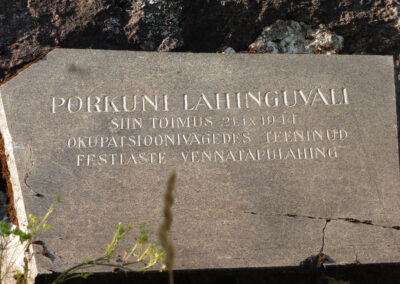 PORKUNI LAHINGUVÄLI
SIIN TOIMUS 21.IX 1944
OKUPATSIOONIVÄGEDES TEENINUD
EESTLASTE VENNATAPULAHING